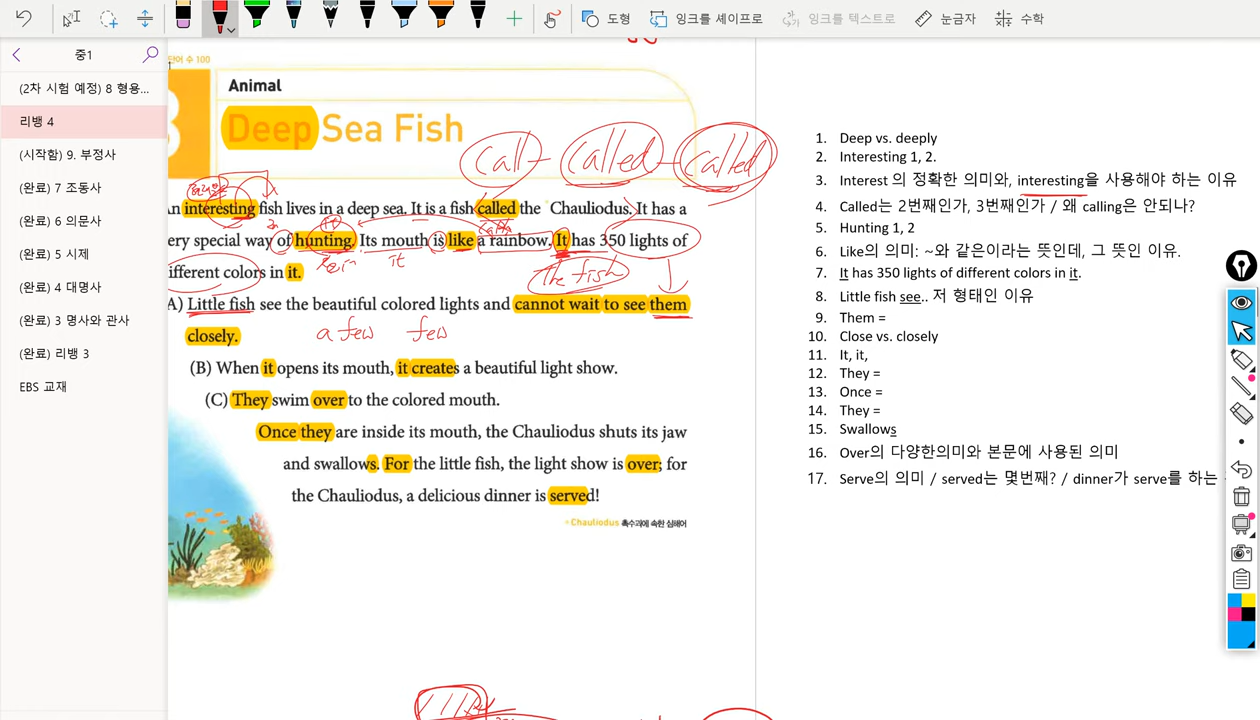 도형
잉크를 셰이프로
잉크를 텍스트로
눈금자
수학
중1
(2차 시험 예정) 8 형용...
리뱅 4
(시작함) 9. 부정사
(완료) 7 조동사
(완료) 6 의문사
(완료) 5 시제
(완료) 4 대명사
(완료) 3 명사와 관사
(완료) 리뱅 3
EBS 교재
단어 수 100
Animal
Deep Sea Fish
call - called - called
n interesting fish lives in a deep sea. It is a fish called the Chauliodus. It has a
ery special way of hunting. Its mouth is like a rainbow. It has 350 lights of
it
ifferent colors in it.
The fish
A) Little fish see the beautiful colored lights and cannot wait to see them
closely.
a few few
(B) When it opens its mouth, it creates a beautiful light show.
(C) They swim over to the colored mouth.
Once they are inside its mouth, the Chauliodus shuts its jaw
and swallows. For the little fish, the light show is over; for
the Chauliodus, a delicious dinner is served!
Chauliodus 촉수과에 속한 심해어
1. Deep vs. deeply
2. Interesting 1, 2.
3. Interest 의 정확한 의미와, interesting을 사용해야 하는 이유
4. Called는 2번째인가, 3번째인가 / 왜 calling은 안되나?
5. Hunting 1, 2
6. Like의 의미: ~와 같은이라는 뜻인데, 그 뜻인 이유.
7. It has 350 lights of different colors in it.
8. Little fish see.. 저 형태인 이유
9. Them =
10. Close vs. closely
11. It, it,
12. They =
13. Once =
14. They =
15. Swallows
16. Over의 다양한의미와 본문에 사용된 의미
17. Serve의 의미 / served는 몇번째? / dinner가 serve를 하는